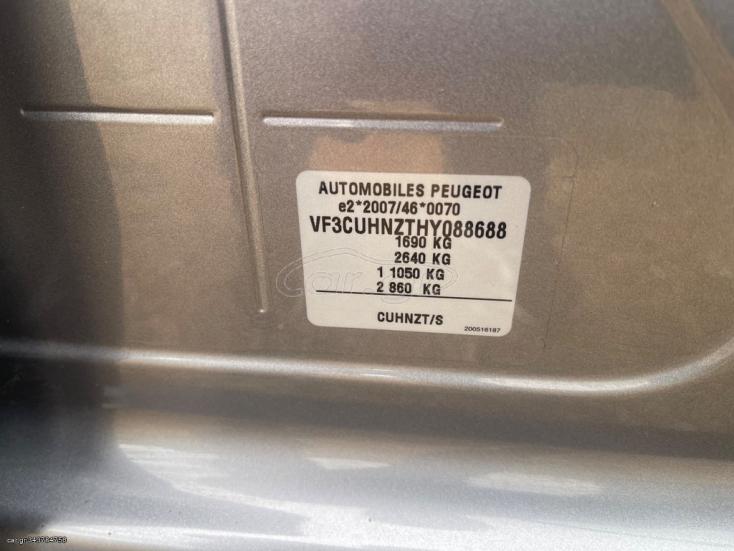 AUTOMOBILES PEUGEOT
e2*2007/46*0070
VF3CUHNZTHY088688
1690 KG
2640 KG
1 1050 KG
2 860 KG
CUHNZT/S
200516187